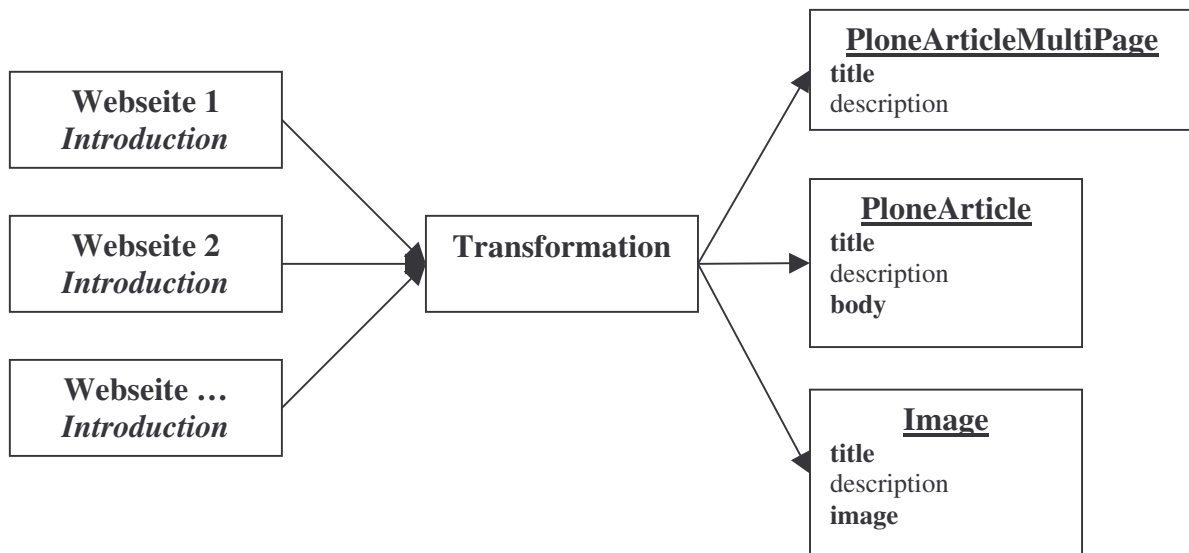 Webseite 1
Introduction
Webseite 2
Introduction
Webseite …
Introduction
Transformation
PloneArticleMultiPage
title
description
PloneArticle
title
description
body
Image
title
description
image